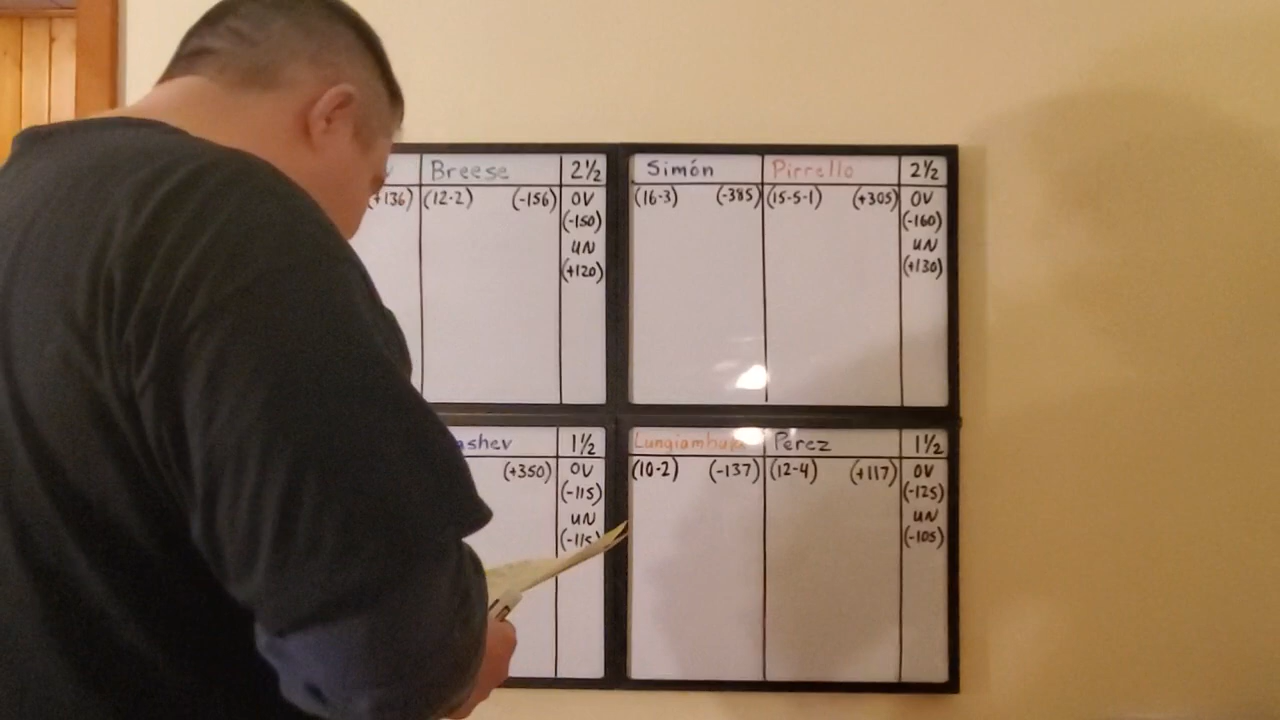 Breese 2½
(+136) (12-2) (-156) OV
(-150)
UN
(+120)
Simón Pirrello 2½
(16-3) (-385) (15-5-1) (+305) OV
(-160)
UN
(+130)
1½
(+350) OV
(-115)
UN
(-115)
Perez 1½
(10-2) (-137) (12-4) (+117) OV
(-125)
UN
(-105)